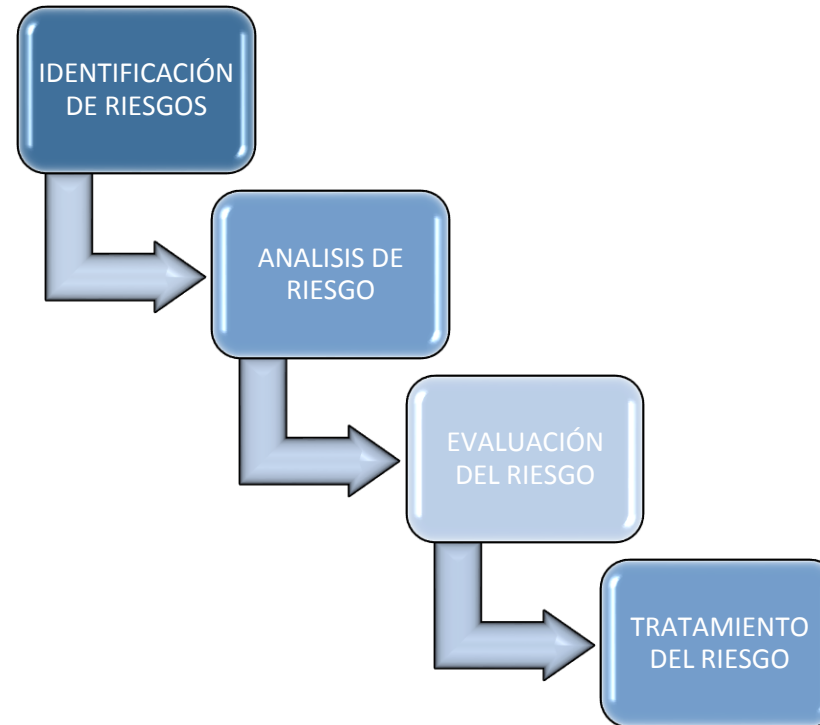 IDENTIFICACIÓN
DE RIESGOS
ANALISIS DE
RIESGO
EVALUACIÓN
DEL RIESGO
TRATAMIENTO
DEL RIESGO